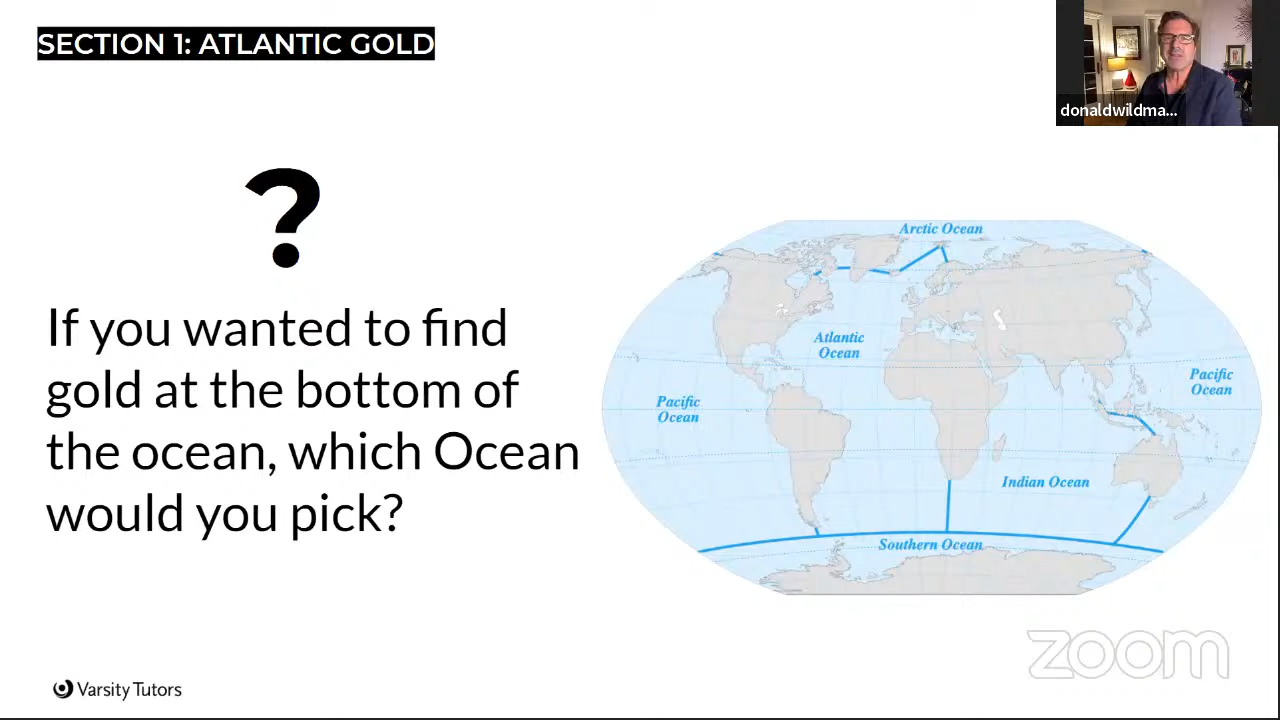 SECTION 1: ATLANTIC GOLD
donaldwildma...
?
If you wanted to find
gold at the bottom of
the ocean, which Ocean
would you pick?
Arctic Ocean
Atlantic
Ocean
Pacific
Ocean
Pacific
Ocean
Indian Ocean
Southern Ocean
zoom
Varsity Tutors